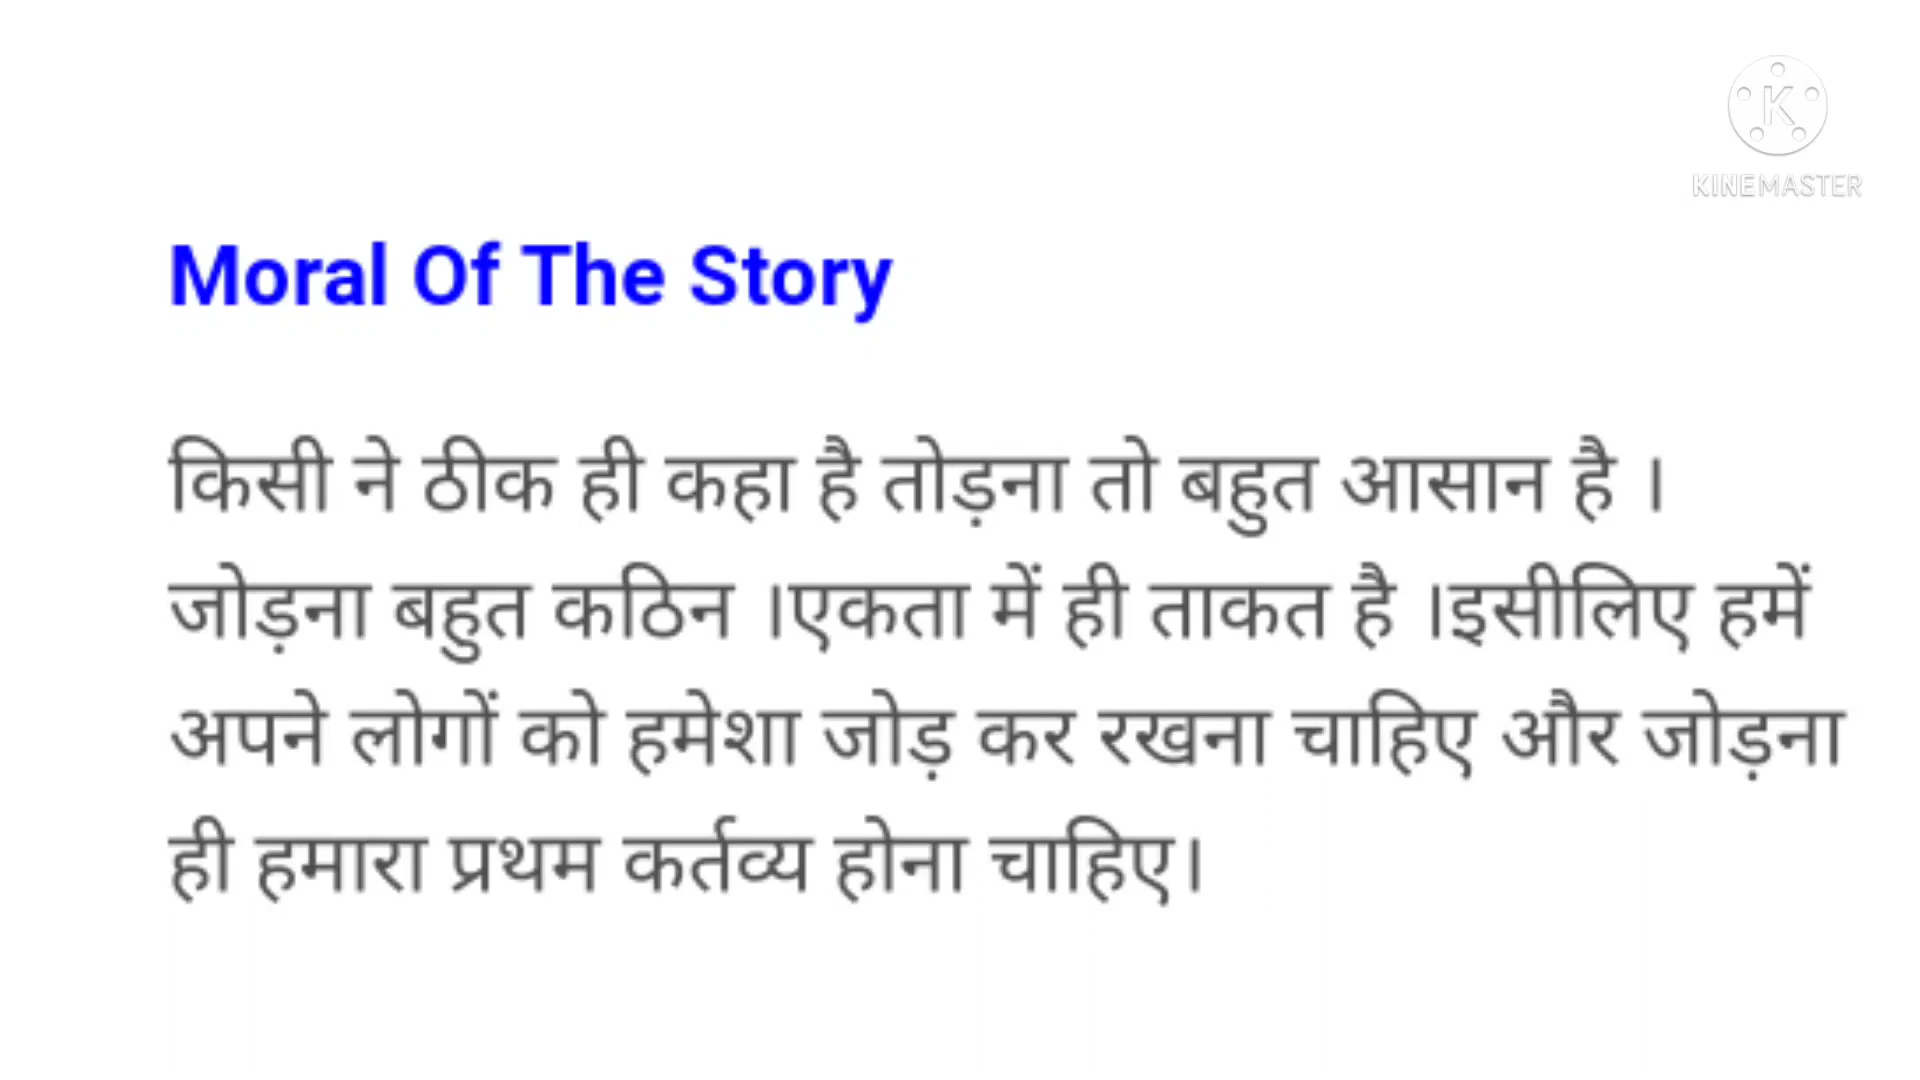 KINEMASTER
Moral Of The Story
किसी ने ठीक ही कहा है तोड़ना तो बहुत आसान है ।
जोड़ना बहुत कठिन ।एकता में ही ताकत है ।इसीलिए हमें
अपने लोगों को हमेशा जोड़ कर रखना चाहिए और जोड़ना
ही हमारा प्रथम कर्तव्य होना चाहिए।